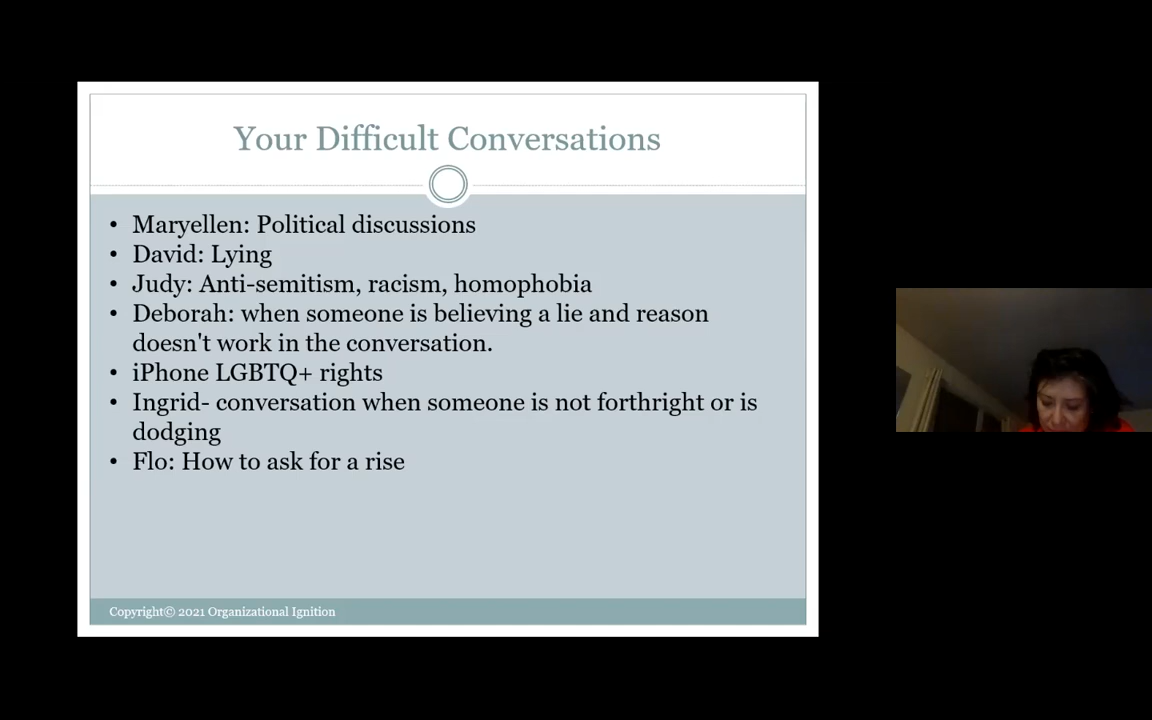 Your Difficult Conversations
• Maryellen: Political discussions
• David: Lying
• Judy: Anti-semitism, racism, homophobia
• Deborah: when someone is believing a lie and reason
doesn't work in the conversation.
• iPhone LGBTQ+ rights
• Ingrid- conversation when someone is not forthright or is
dodging
• Flo: How to ask for a rise
Copyright© 2021 Organizational Ignition